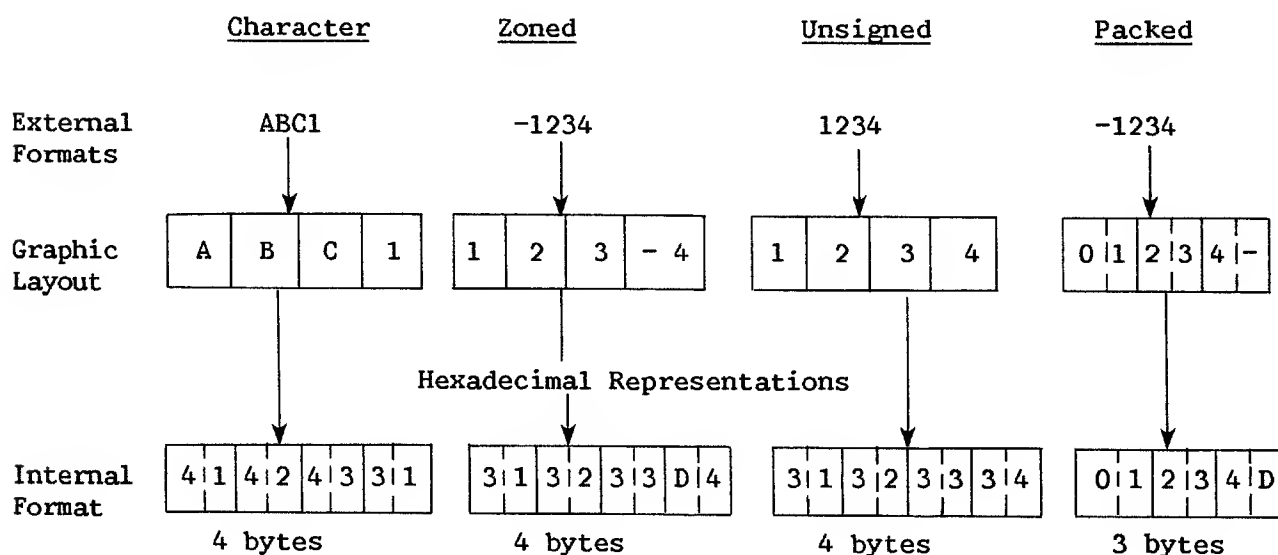 Character Zoned Unsigned Packed
External Formats ABC1 -1234 1234 -1234
Graphic Layout A B C 1 1 2 3 - 4 1 2 3 4 0 1 2 3 4 -
Hexadecimal Representations
Internal Format 4 1 4 2 4 3 3 1 3 1 3 2 3 3 D 4 3 1 3 2 3 3 3 4 0 1 2 3 4 D
4 bytes 4 bytes 4 bytes 3 bytes